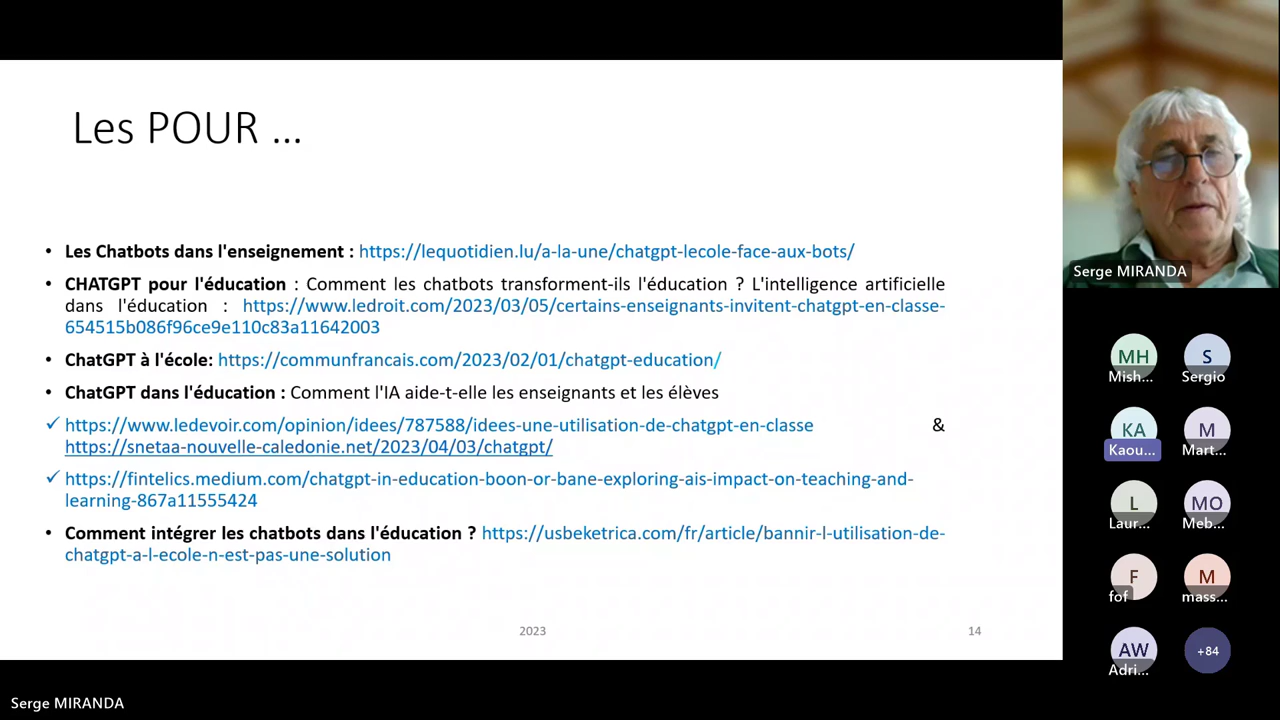 Les POUR ...
• Les Chatbots dans l'enseignement : https://lequotidien.lu/a-la-une/chatgpt-lecole-face-aux-bots/
• CHATGPT pour l'éducation : Comment les chatbots transforment-ils l'éducation ? L'intelligence artificielle
dans l'éducation : https://www.ledroit.com/2023/03/05/certains-enseignants-invitent-chatgpt-en-classe-
654515b086f96ce9e110c83a11642003
• ChatGPT à l'école: https://communfrancais.com/2023/02/01/chatgpt-education/
• ChatGPT dans l'éducation : Comment l'IA aide-t-elle les enseignants et les élèves
✓ https://www.ledevoir.com/opinion/idees/787588/idees-une-utilisation-de-chatgpt-en-classe &
https://snetaa-nouvelle-caledonie.net/2023/04/03/chatgpt/
✓ https://fintelics.medium.com/chatgpt-in-education-boon-or-bane-exploring-ais-impact-on-teaching-and-
learning-867a11555424
• Comment intégrer les chatbots dans l'éducation ? https://usbeketrica.com/fr/article/bannir-l-utilisation-de-
chatgpt-a-l-ecole-n-est-pas-une-solution
2023
14
Serge MIRANDA
MH
Mish...
S
Sergio
KA
Kaou...
M
Mart...
L
Laur...
MO
Meb...
F
fof
M
mass...
AW
Adri...
+84
Serge MIRANDA